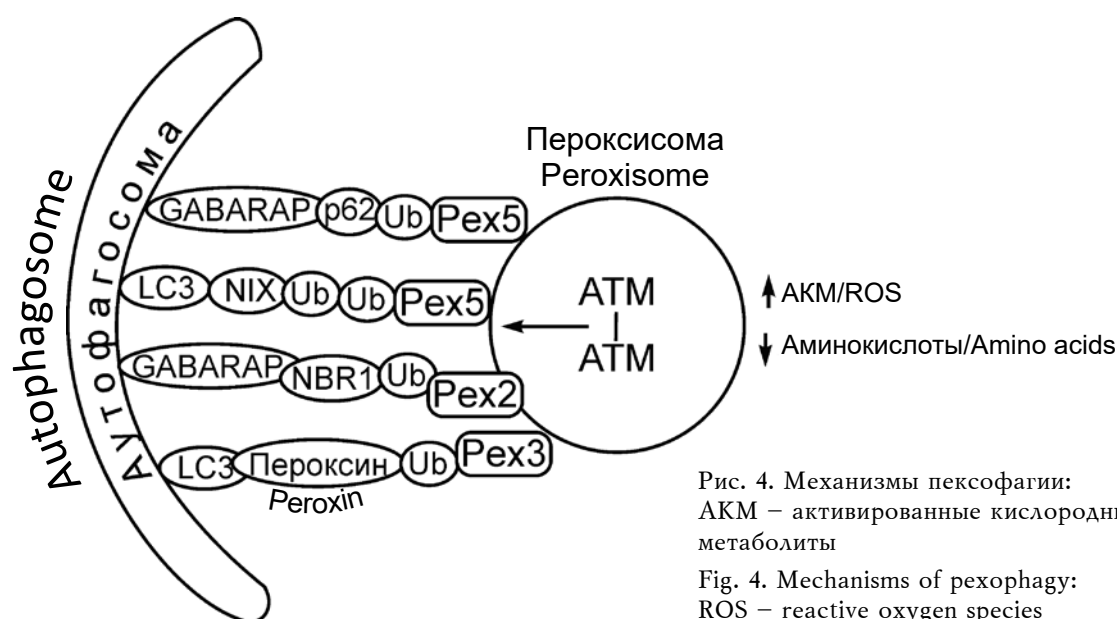 Autophagosome
Аутофагосома
Пероксисома
Peroxisome
GABARAP p62 Ub Pex5
LC3 NIX Ub Ub Pex5
GABARAP NBR1 Ub Pex2
LC3 Пероксин Ub Pex3
Peroxin
ATM
ATM
АКМ/ROS
Аминокислоты/Amino acids
Рис. 4. Механизмы пексофагии:
АКМ – активированные кислородн
метаболиты
Fig. 4. Mechanisms of pexophagy:
ROS – reactive oxygen species